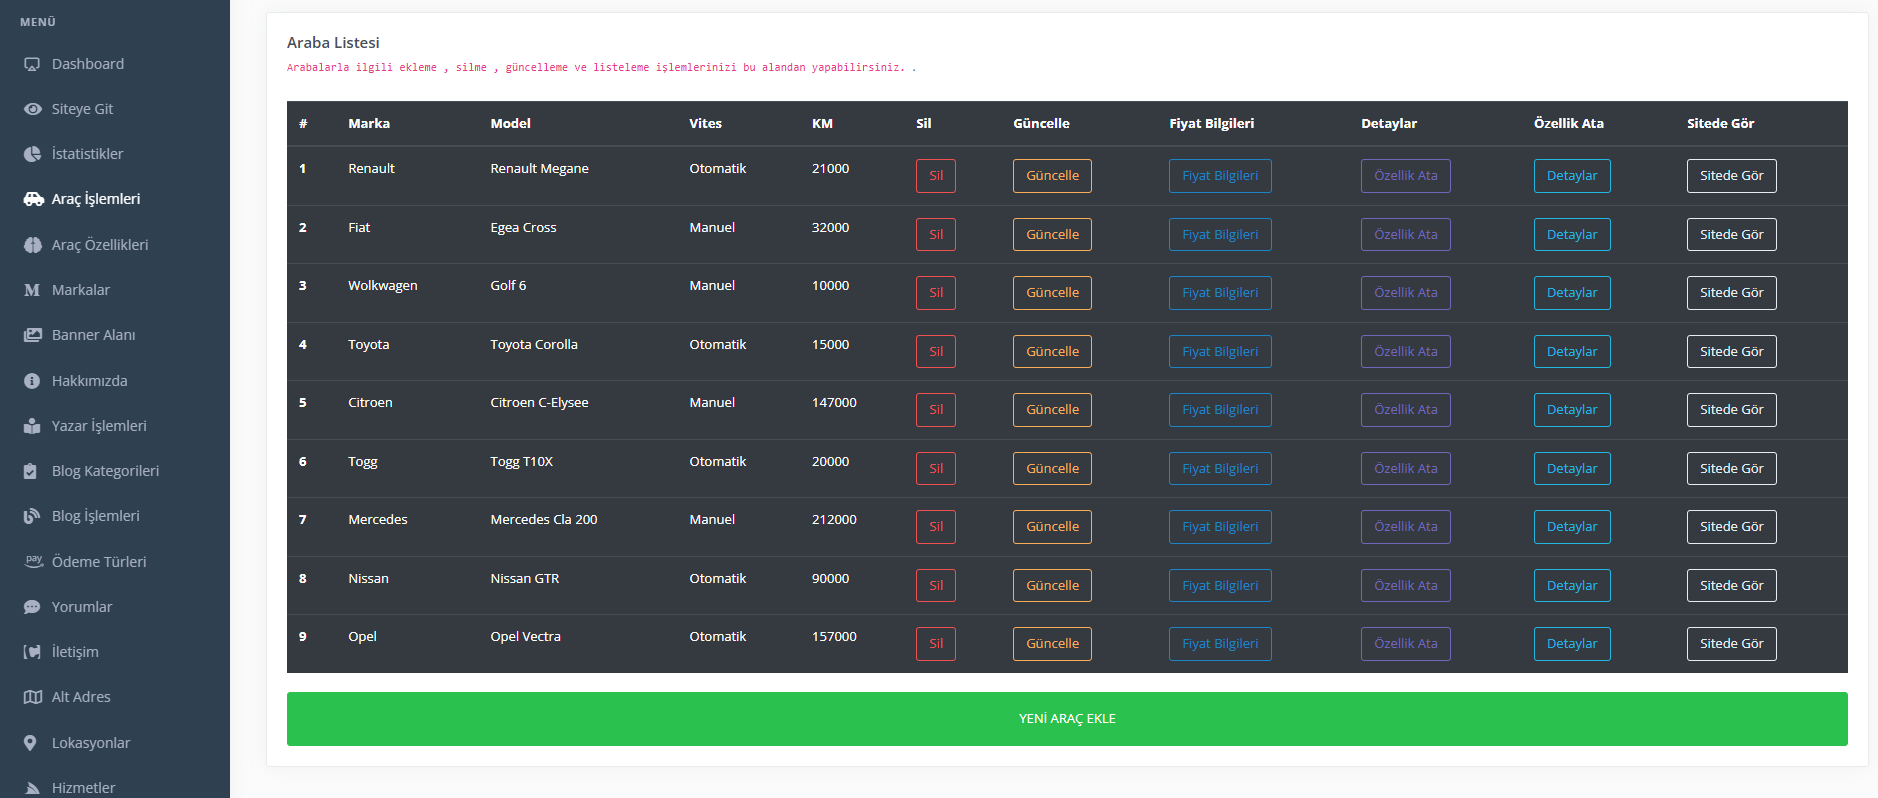 MENÜ
Dashboard
Siteye Git
İstatistikler
Araç İşlemleri
Araç Özellikleri
Markalar
Banner Alanı
Hakkımızda
Yazar İşlemleri
Blog Kategorileri
Blog İşlemleri
pay Ödeme Türleri
Yorumlar
İletişim
Alt Adres
Lokasyonlar
Hizmetler
Araba Listesi
Arabalarla ilgili ekleme , silme , güncelleme ve listeleme işlemlerinizi bu alandan yapabilirsiniz. .
# Marka Model Vites KM Sil Güncelle Fiyat Bilgileri Detaylar Özellik Ata Sitede Gör
1 Renault Renault Megane Otomatik 21000 Sil Güncelle Fiyat Bilgileri Özellik Ata Detaylar Sitede Gör
2 Fiat Egea Cross Manuel 32000 Sil Güncelle Fiyat Bilgileri Özellik Ata Detaylar Sitede Gör
3 Wolkwagen Golf 6 Manuel 10000 Sil Güncelle Fiyat Bilgileri Özellik Ata Detaylar Sitede Gör
4 Toyota Toyota Corolla Otomatik 15000 Sil Güncelle Fiyat Bilgileri Özellik Ata Detaylar Sitede Gör
5 Citroen Citroen C-Elysee Manuel 147000 Sil Güncelle Fiyat Bilgileri Özellik Ata Detaylar Sitede Gör
6 Togg Togg T10X Otomatik 20000 Sil Güncelle Fiyat Bilgileri Özellik Ata Detaylar Sitede Gör
7 Mercedes Mercedes Cla 200 Manuel 212000 Sil Güncelle Fiyat Bilgileri Özellik Ata Detaylar Sitede Gör
8 Nissan Nissan GTR Otomatik 90000 Sil Güncelle Fiyat Bilgileri Özellik Ata Detaylar Sitede Gör
9 Opel Opel Vectra Otomatik 157000 Sil Güncelle Fiyat Bilgileri Özellik Ata Detaylar Sitede Gör
YENİ ARAÇ EKLE